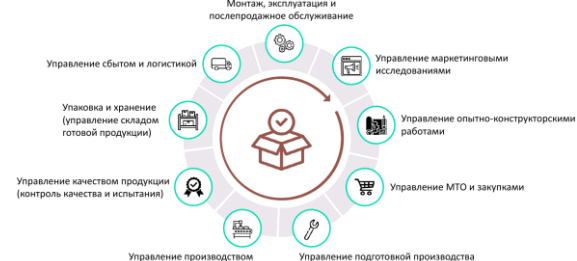 Монтаж, эксплуатация и
послепродажное обслуживание
Управление маркетинговыми
исследованиями
Управление опытно-конструкторскими
работами
Управление МТО и закупками
Управление подготовкой производства
Управление производством
Управление качеством продукции
(контроль качества и испытания)
Упаковка и хранение
(управление складом
готовой продукции)
Управление сбытом и логистикой